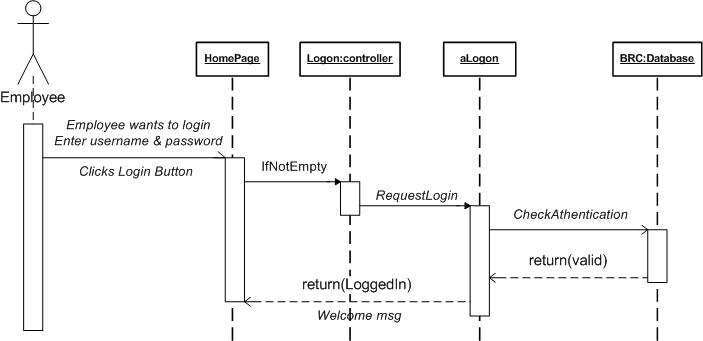 HomePage
Logon:controller
aLogon
BRC:Database
Employee
Employee wants to login
Enter username & password
Clicks Login Button
IfNotEmpty
RequestLogin
CheckAthentication
return(valid)
return(LoggedIn)
Welcome msg